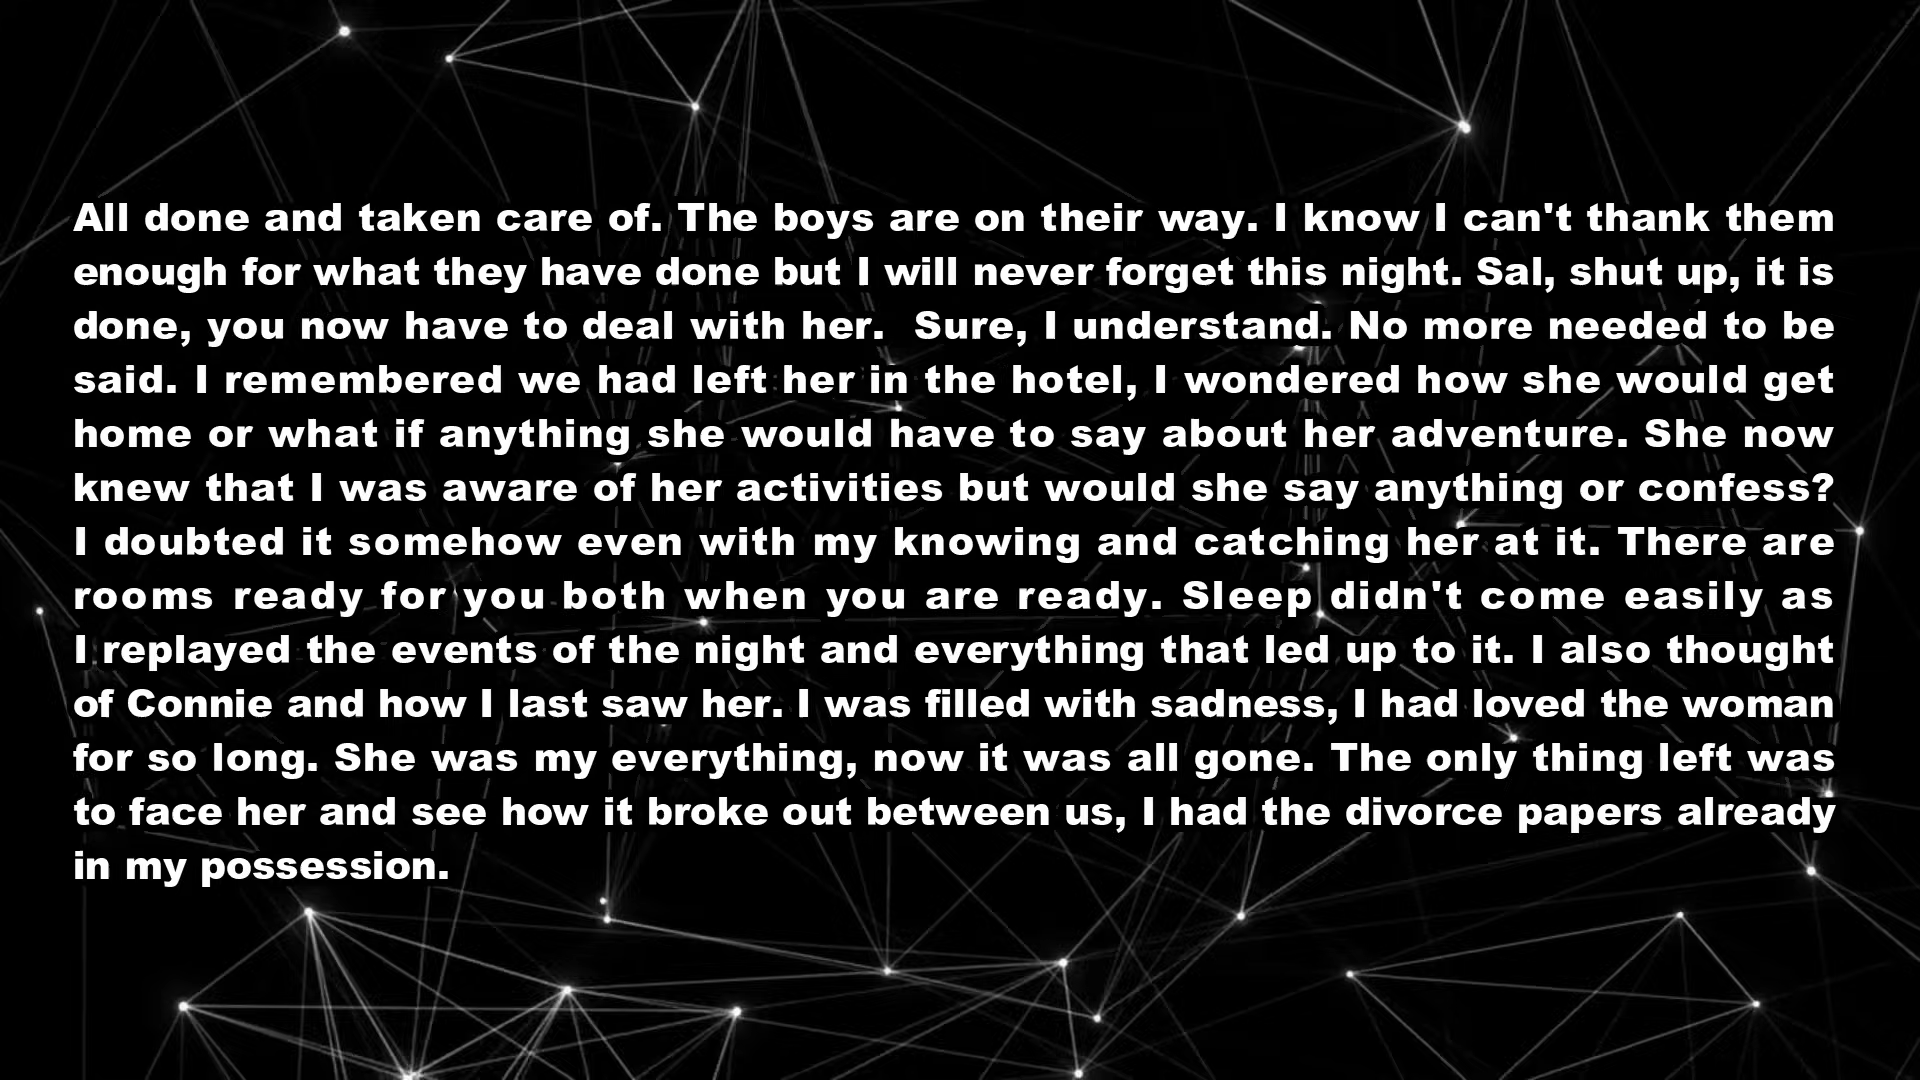 All done and taken care of. The boys are on their way. I know I can't thank them
enough for what they have done but I will never forget this night. Sal, shut up, it is
done, you now have to deal with her.  Sure, I understand. No more needed to be
said. I remembered we had left her in the hotel, I wondered how she would get
home or what if anything she would have to say about her adventure. She now
knew that I was aware of her activities but would she say anything or confess?
I doubted it somehow even with my knowing and catching her at it. There are
rooms ready for you both when you are ready. Sleep didn't come easily as
I replayed the events of the night and everything that led up to it. I also thought
of Connie and how I last saw her. I was filled with sadness, I had loved the woman
for so long. She was my everything, now it was all gone. The only thing left was
to face her and see how it broke out between us, I had the divorce papers already
in my possession.